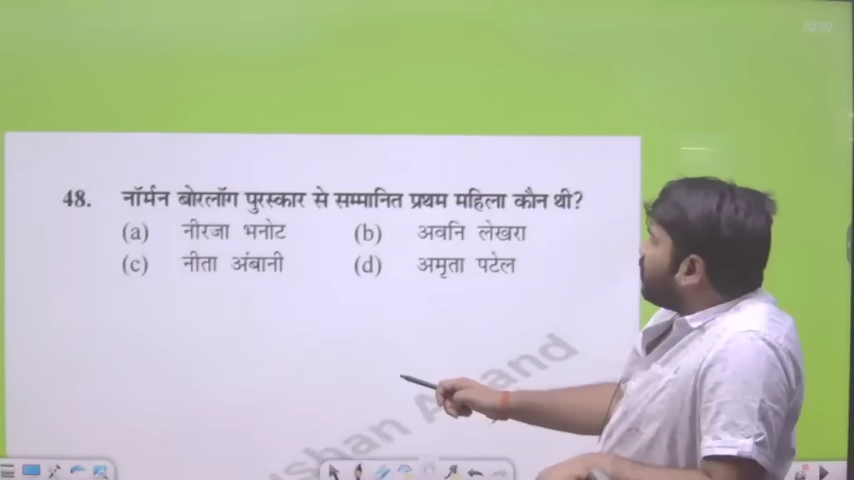 48. नॉर्मन बोरलॉग पुरस्कार से सम्मानित प्रथम महिला कौन थी?
(a) नीरजा भनोट (b) अवनि लेखरा
(c) नीता अंबानी (d) अमृता पटेल